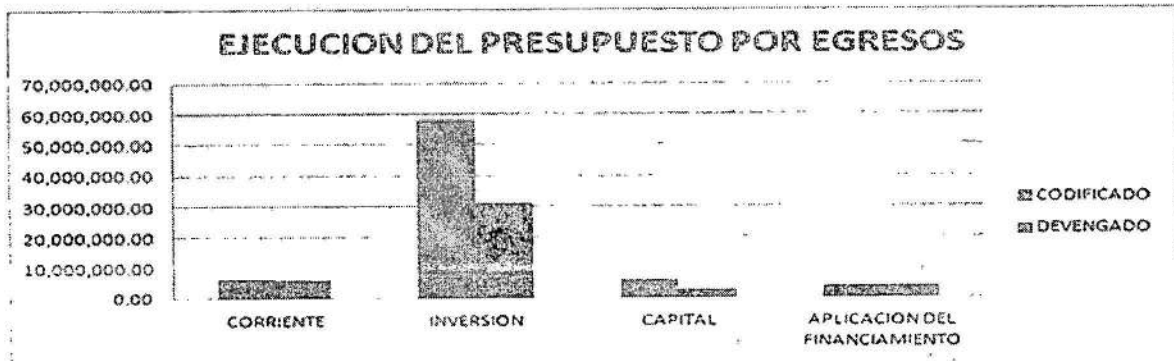 EJECUCION DEL PRESUPUESTO POR EGRESOS
70,000,000.00
60,000,000.00
50,000,000.00
40,000,000.00
30,000,000.00
20,000,000.00
10,000,000.00
0.00
CORRIENTE
INVERSION
CAPITAL
APLICACION DEL
FINANCIAMIENTO
CODIFICADO
DEVENGADO